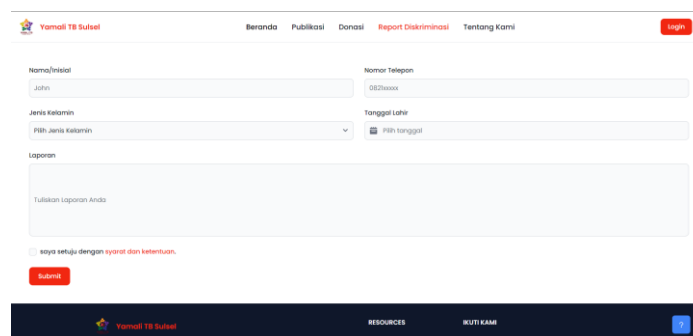 Yamali TB Sulsel Beranda Publikasi Donasi Report Diskriminasi Tentang Kami Login
Nama/Inisial Nomor Telepon
John 0821xxxxx
Jenis Kelamin Tanggal Lahir
Pilih Jenis Kelamin Pilih tanggal
Laporan
Tuliskan Laporan Anda
saya setuju dengan syarat dan ketentuan.
Submit
Yamali TB Sulsel RESOURCES IKUTI KAMI ?